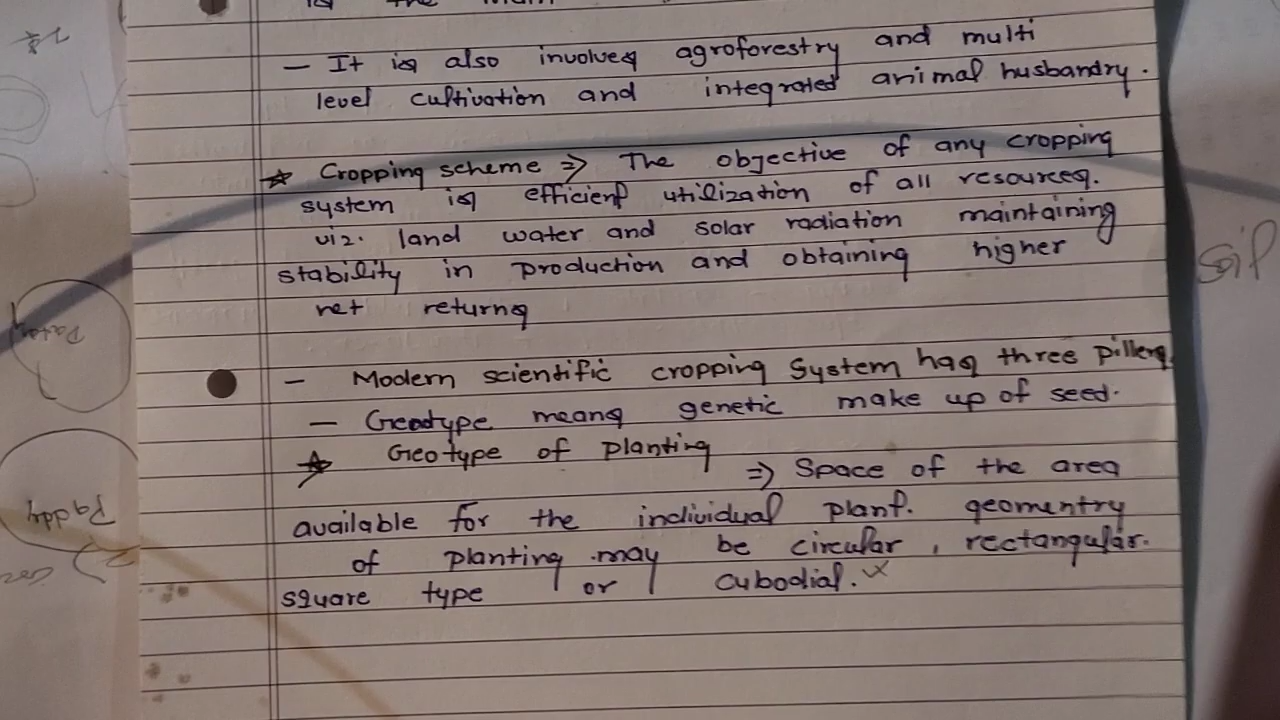 - It is also involves agroforestry and multi
level cultivation and integrated animal husbandry.
☆ Cropping scheme ⇒ The objective of any cropping
system is efficient utilization of all resources.
viz. land water and solar radiation maintaining
stability in production and obtaining higher
net returns
- Modern scientific cropping System has three pillers
- Geotype means genetic make up of seed.
☆ Geotype of planting
⇒ Space of the area
available for the individual plant. geomentry
of planting may be circular, rectangular.
square type or cubodial.
Paddy
Paddy